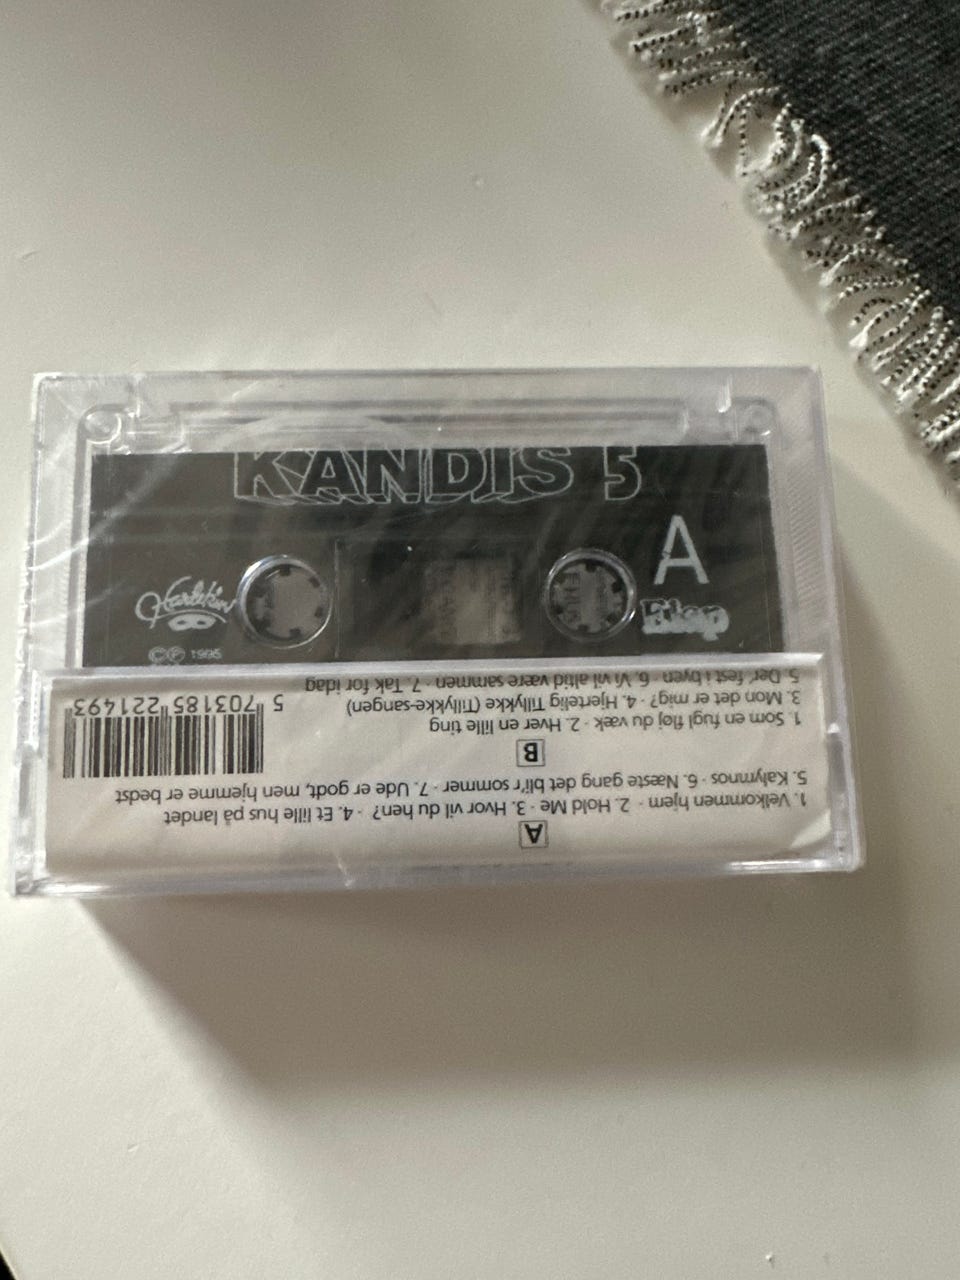 KANDIS 5
A
Harlekin
Elap
© ℗ 1995
A
1. Velkommen hjem · 2. Hold Me · 3. Hvor vil du hen? · 4. Et lille hus på landet
5. Kalymnos · 6. Næste gang det bli'r sommer · 7. Ude er godt, men hjemme er bedst
B
1. Som en fugl fløj du væk · 2. Hver en lille ting
3. Mon det er mig? · 4. Hjertelig Tillykke (Tillykke-sangen)
5. Der' fest i byen · 6. Vi vil altid være sammen · 7. Tak for idag
5 703185 221493